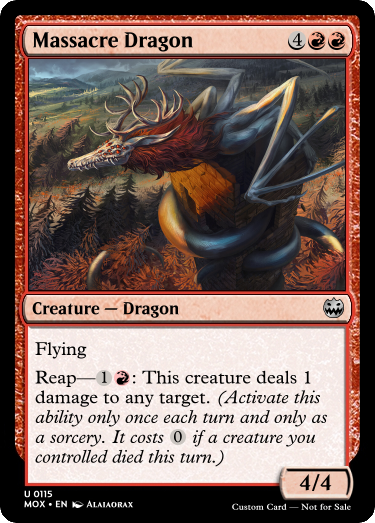 Massacre Dragon 4RR
Creature — Dragon
Flying
Reap—1R: This creature deals 1
damage to any target. (Activate this
ability only once each turn and only as
a sorcery. It costs 0 if a creature you
controlled died this turn.)
4/4
U 0115
MOX • EN Alaiaorax
Custom Card — Not for Sale